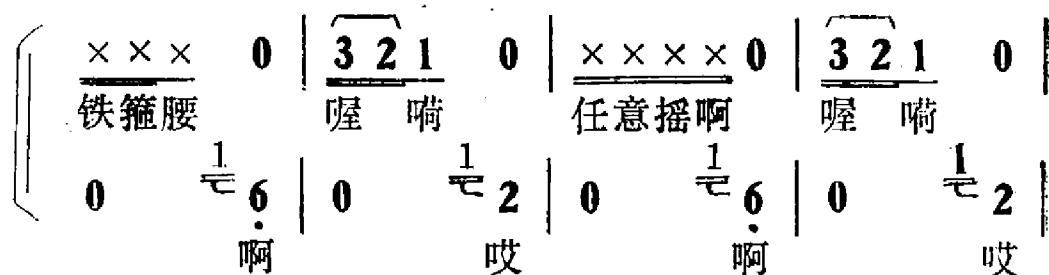 × × × 0 | 3 2 1 0 | × × × × 0 | 3 2 1 0 |
铁箍腰 喔 嗬 任意摇啊 喔 嗬
0 1 6 | 0 1 2 | 0 1 6 | 0 1 2 |
啊 哎 啊 哎